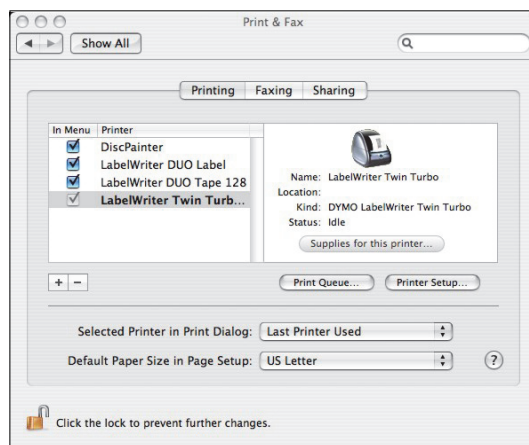 Print & Fax
Show All
Printing Faxing Sharing
In Menu Printer
DiscPainter
LabelWriter DUO Label
LabelWriter DUO Tape 128
LabelWriter Twin Turb...
Name: LabelWriter Twin Turbo
Location:
Kind: DYMO LabelWriter Twin Turbo
Status: Idle
Supplies for this printer...
+ −
Print Queue... Printer Setup...
Selected Printer in Print Dialog: Last Printer Used
Default Paper Size in Page Setup: US Letter
?
Click the lock to prevent further changes.